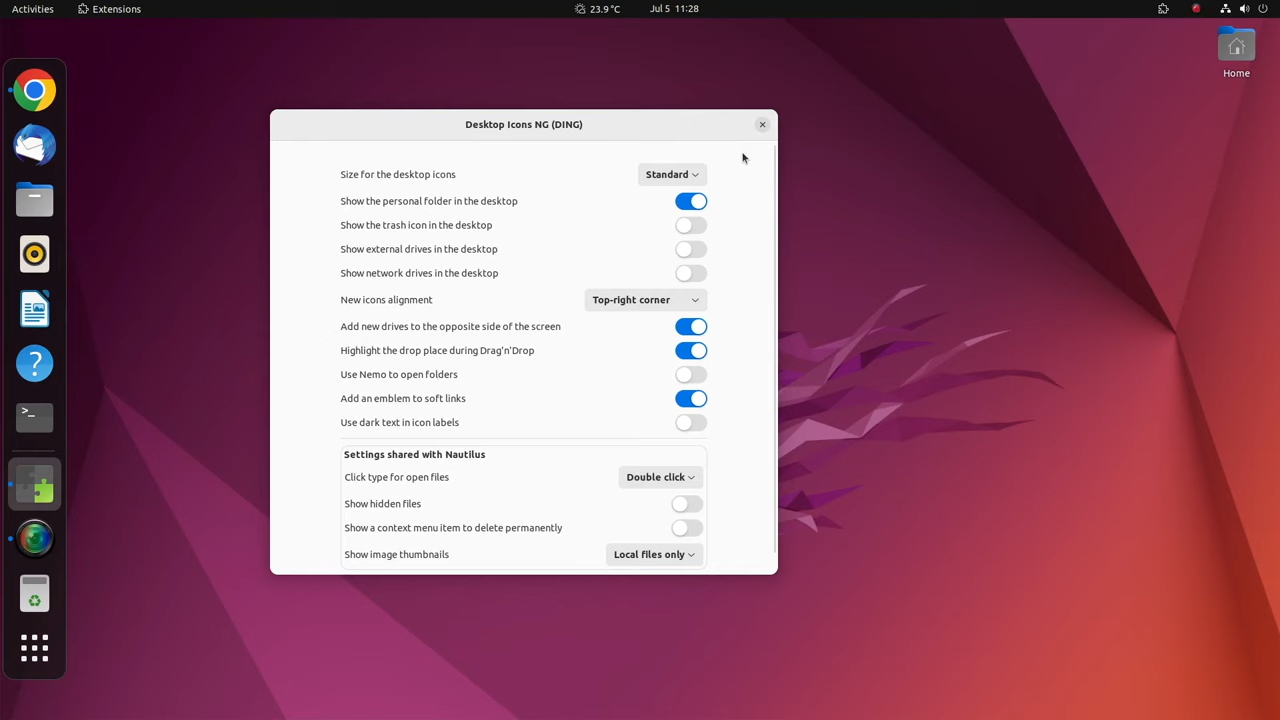 Activities Extensions 23.9 °C Jul 5 11:28
Home
Desktop Icons NG (DING)
Size for the desktop icons Standard
Show the personal folder in the desktop
Show the trash icon in the desktop
Show external drives in the desktop
Show network drives in the desktop
New icons alignment Top-right corner
Add new drives to the opposite side of the screen
Highlight the drop place during Drag'n'Drop
Use Nemo to open folders
Add an emblem to soft links
Use dark text in icon labels
Settings shared with Nautilus
Click type for open files Double click
Show hidden files
Show a context menu item to delete permanently
Show image thumbnails Local files only